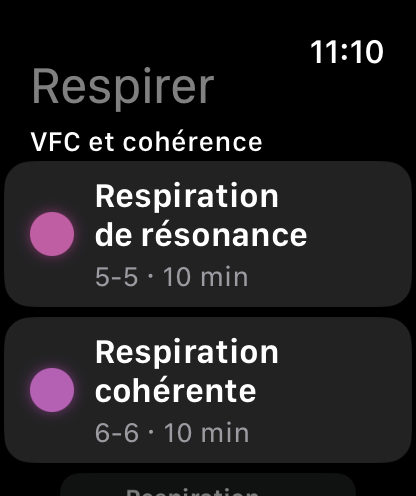 11:10
Respirer
VFC et cohérence
Respiration
de résonance
5-5 · 10 min
Respiration
cohérente
6-6 · 10 min
Respiration